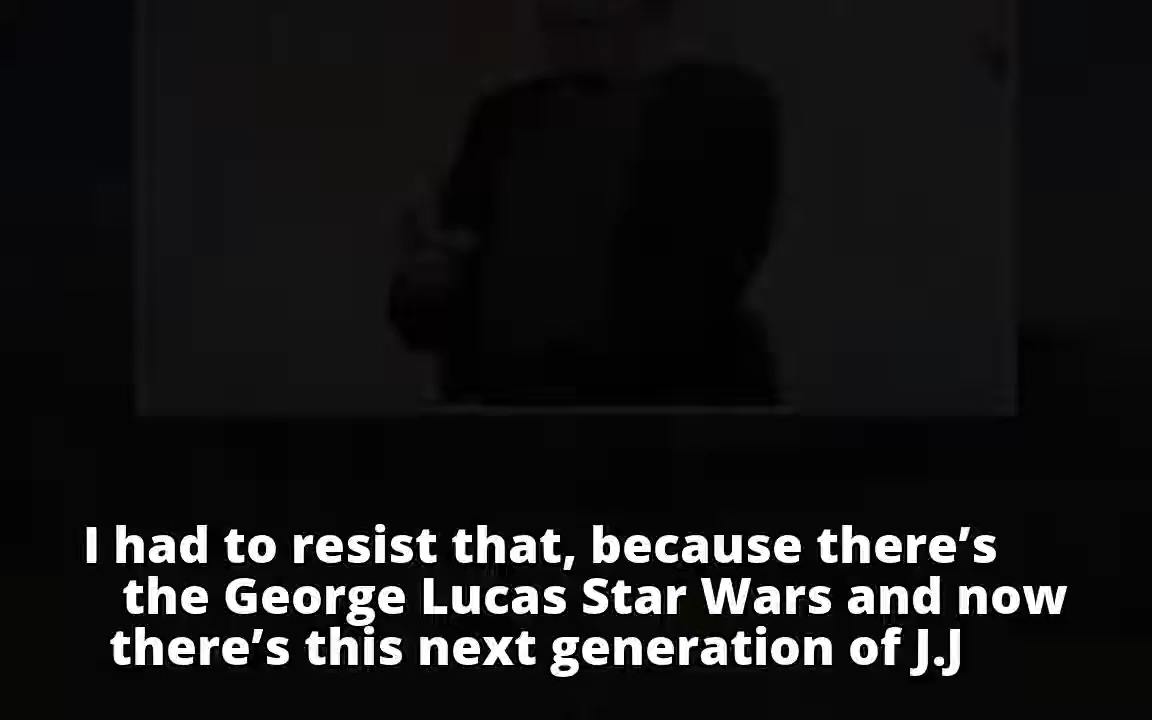 I had to resist that, because there’s
the George Lucas Star Wars and now
there’s this next generation of J.J